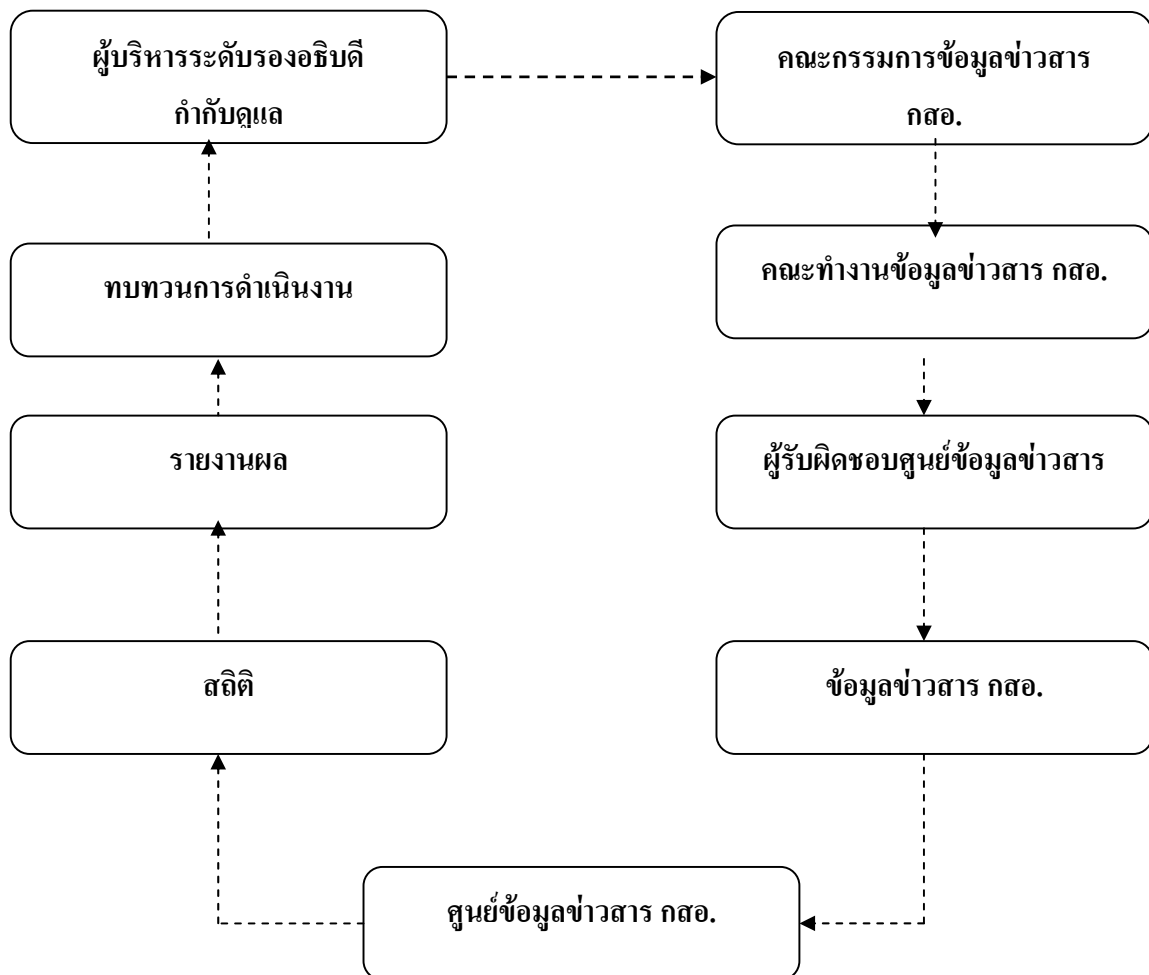 ผู้บริหารระดับรองอธิบดี
กำกับดูแล
คณะกรรมการข้อมูลข่าวสาร
กสอ.
ทบทวนการดำเนินงาน
คณะทำงานข้อมูลข่าวสาร กสอ.
รายงานผล
ผู้รับผิดชอบศูนย์ข้อมูลข่าวสาร
สถิติ
ข้อมูลข่าวสาร กสอ.
ศูนย์ข้อมูลข่าวสาร กสอ.